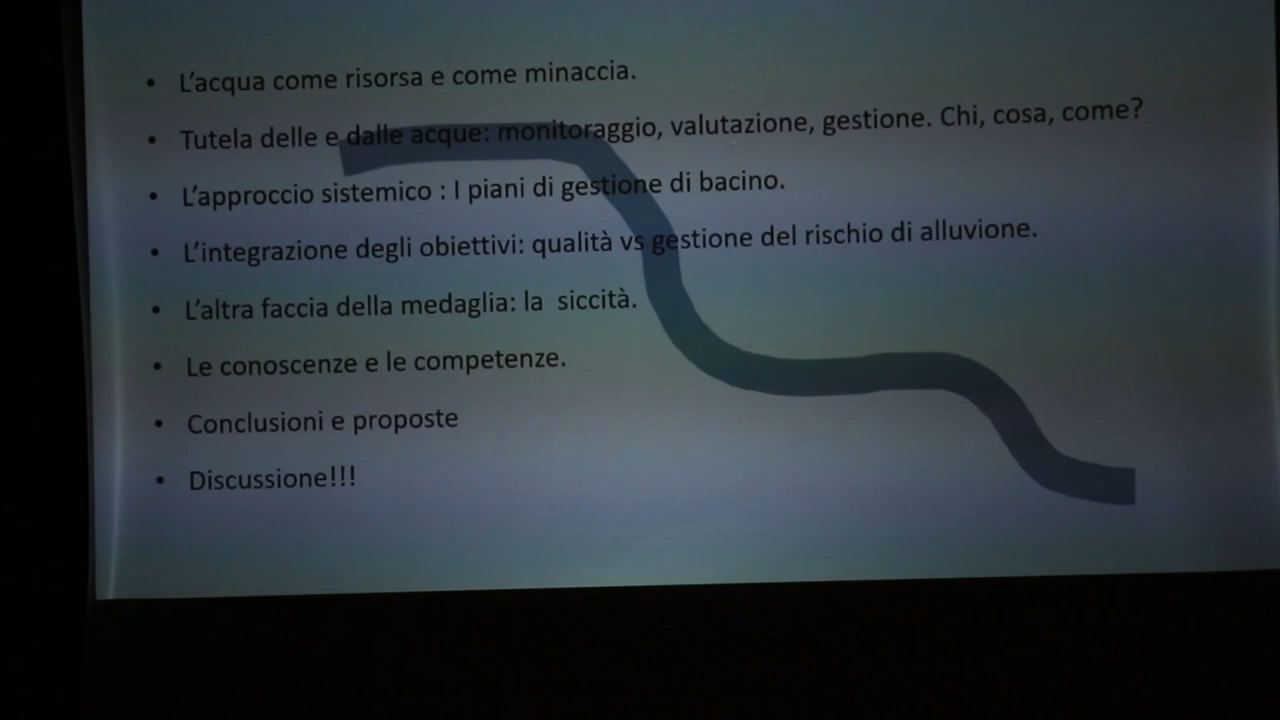 • L'acqua come risorsa e come minaccia.
• Tutela delle e dalle acque: monitoraggio, valutazione, gestione. Chi, cosa, come?
• L'approccio sistemico : I piani di gestione di bacino.
• L'integrazione degli obiettivi: qualità vs gestione del rischio di alluvione.
• L'altra faccia della medaglia: la  siccità.
• Le conoscenze e le competenze.
• Conclusioni e proposte
• Discussione!!!